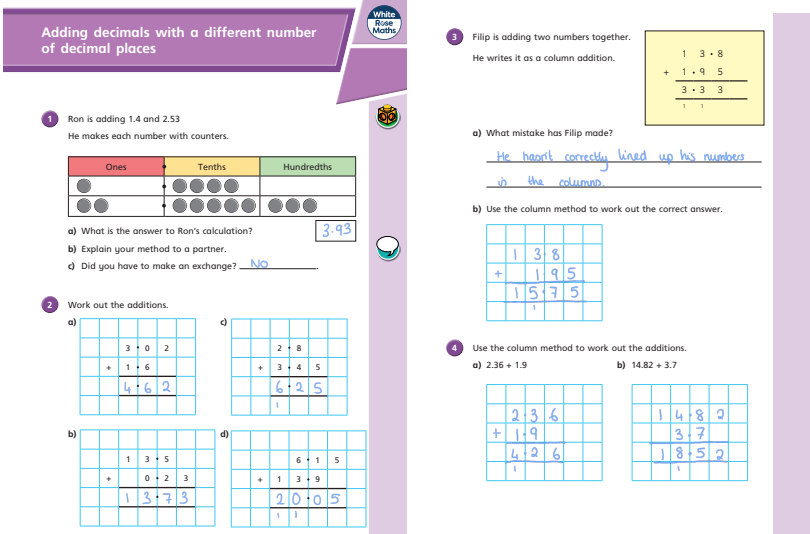 Adding decimals with a different number
of decimal places
White
Rose
Maths
1 Ron is adding 1.4 and 2.53
He makes each number with counters.
Ones Tenths Hundredths
a) What is the answer to Ron's calculation? 3.93
b) Explain your method to a partner.
c) Did you have to make an exchange? No.
2 Work out the additions.
a)
3 . 0 2
+ 1 . 6
4 . 6 2
b)
1 3 . 5
+ 0 . 2 3
1 3 . 7 3
c)
2 . 8
+ 3 . 4 5
6 . 2 5
1
d)
6 . 1 5
+ 1 3 . 9
2 0 . 0 5
1 1
3 Filip is adding two numbers together.
He writes it as a column addition.
1 3 . 8
+ 1 . 9 5
3 . 3 3
1 1
a) What mistake has Filip made?
He hasn't correctly lined up his numbers
in the columns.
b) Use the column method to work out the correct answer.
1 3 . 8
+ 1 9 5
1 5 . 7 5
1
4 Use the column method to work out the additions.
a) 2.36 + 1.9
2 . 3 6
+ 1 . 9
4 . 2 6
1
b) 14.82 + 3.7
1 4 . 8 2
3 . 7
1 8 . 5 2
1